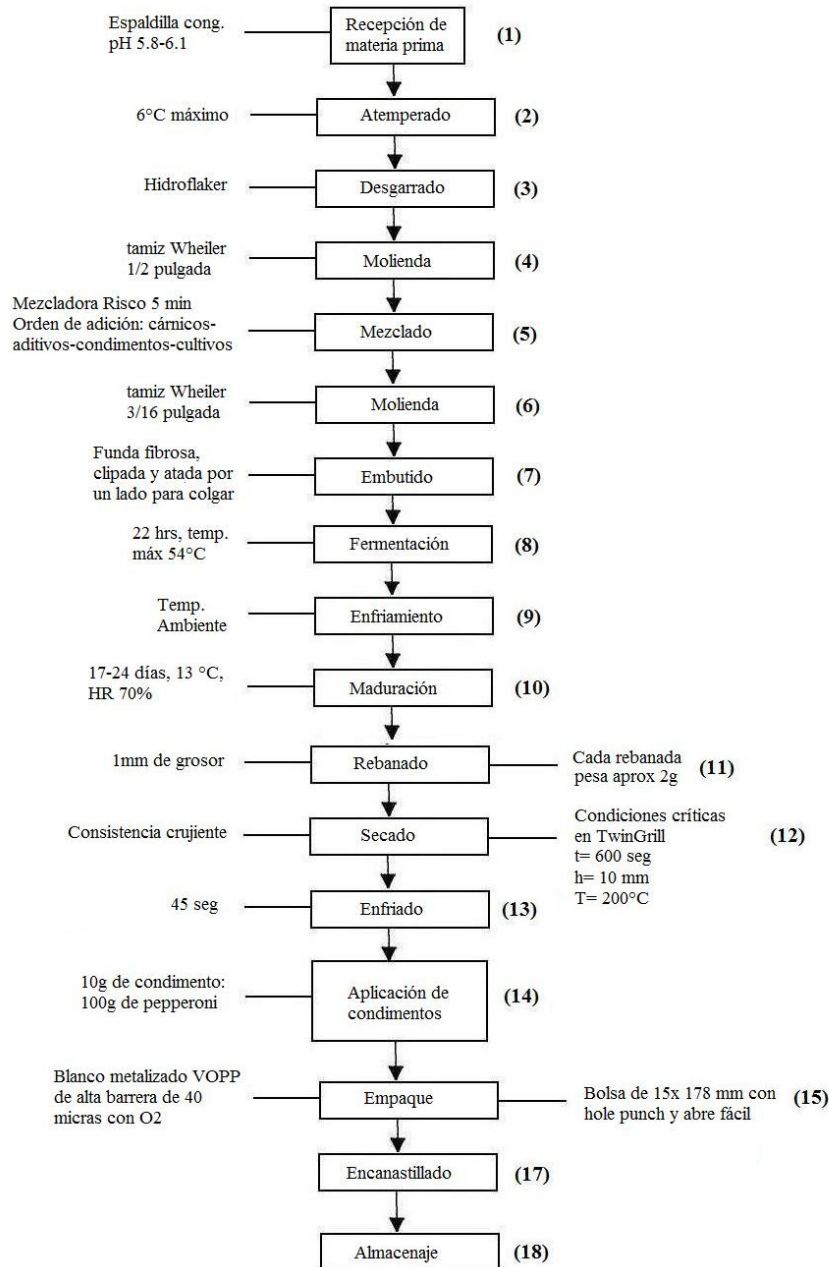 Espaldilla cong.
pH 5.8-6.1
Recepción de
materia prima
(1)
6°C máximo
Atemperado
(2)
Hidroflaker
Desgarrado
(3)
tamiz Wheiler
1/2 pulgada
Molienda
(4)
Mezcladora Risco 5 min
Orden de adición: cárnicos-
aditivos-condimentos-cultivos
Mezclado
(5)
tamiz Wheiler
3/16 pulgada
Molienda
(6)
Funda fibrosa,
clipada y atada por
un lado para colgar
Embutido
(7)
22 hrs, temp.
máx 54°C
Fermentación
(8)
Temp.
Ambiente
Enfriamiento
(9)
17-24 días, 13 °C,
HR 70%
Maduración
(10)
1mm de grosor
Rebanado
Cada rebanada
pesa aprox 2g
(11)
Consistencia crujiente
Secado
Condiciones críticas
en TwinGrill
t= 600 seg
h= 10 mm
T= 200°C
(12)
45 seg
Enfriado
(13)
10g de condimento:
100g de pepperoni
Aplicación de
condimentos
(14)
Blanco metalizado VOPP
de alta barrera de 40
micras con O2
Empaque
Bolsa de 15x 178 mm con
hole punch y abre fácil
(15)
Encanastillado
(17)
Almacenaje
(18)